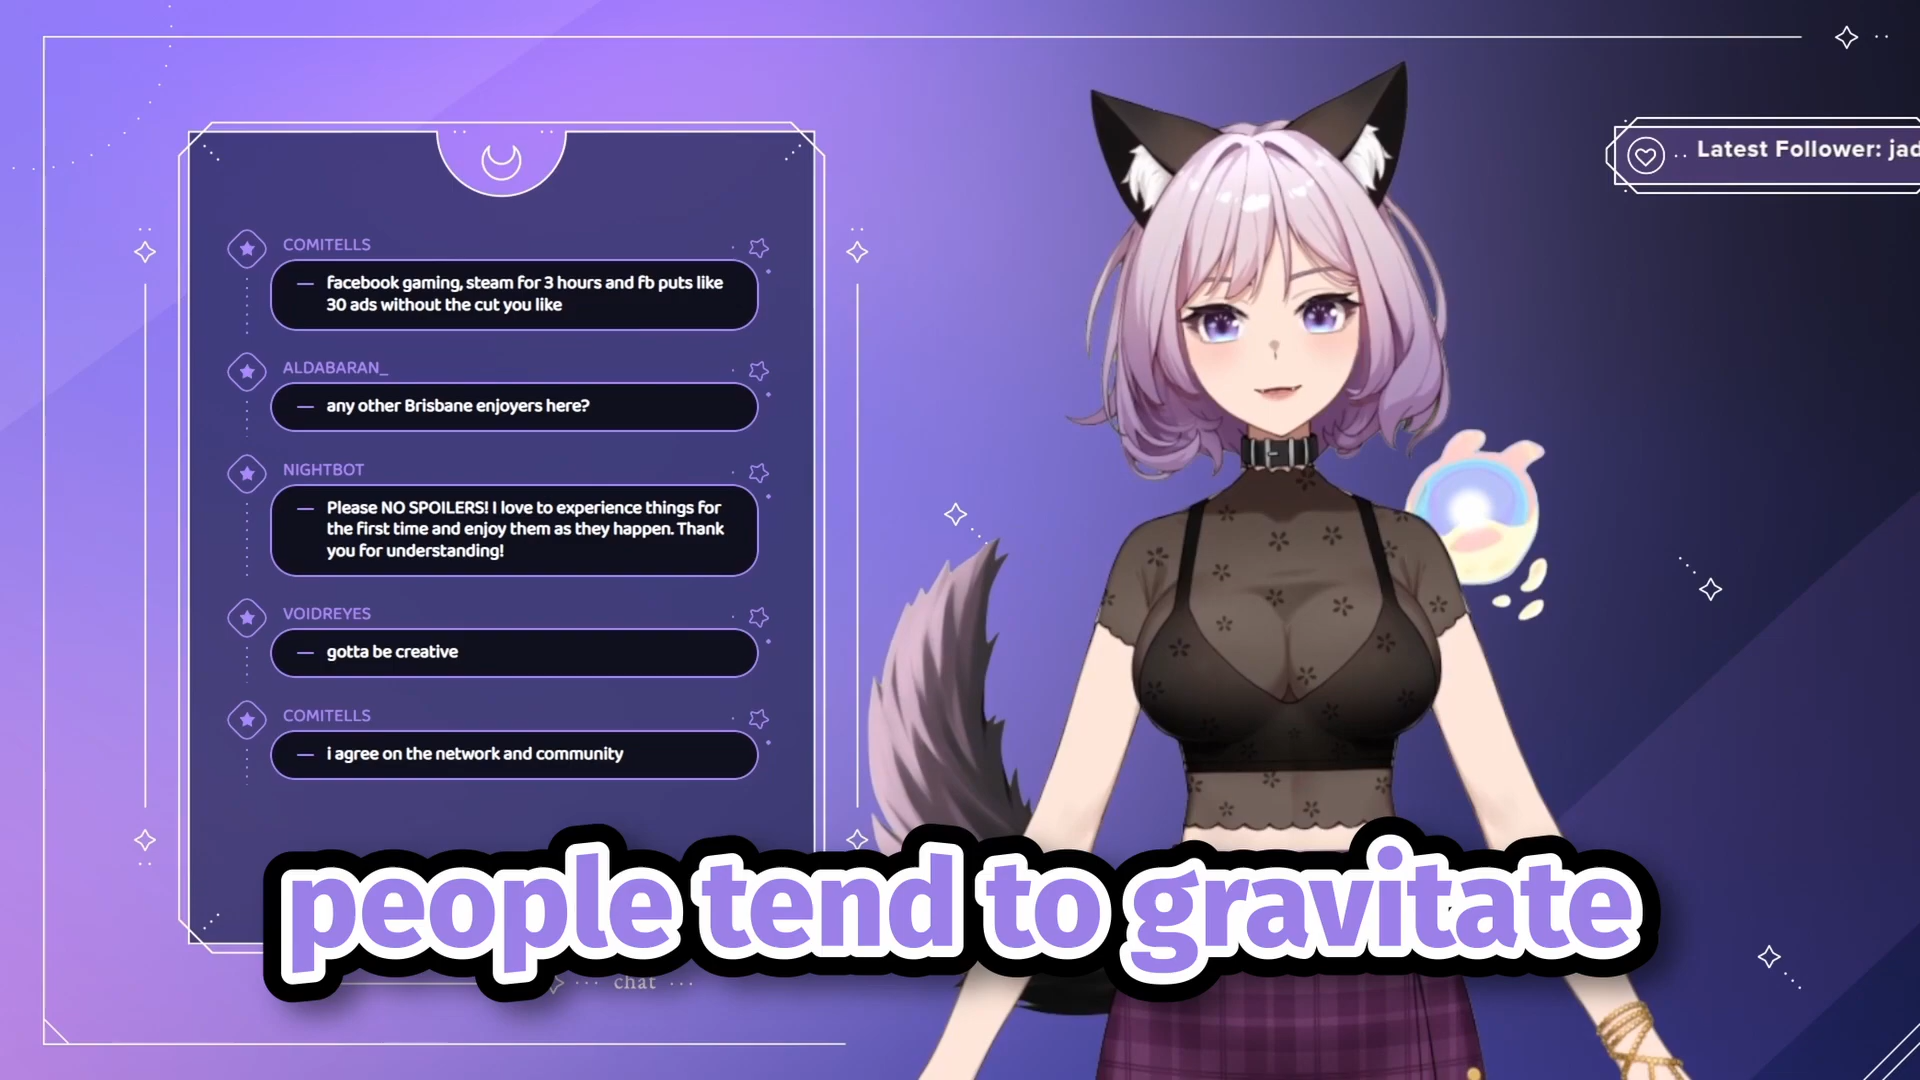 Latest Follower: jad
COMITELLS
— facebook gaming, steam for 3 hours and fb puts like
30 ads without the cut you like
ALDABARAN_
— any other Brisbane enjoyers here?
NIGHTBOT
— Please NO SPOILERS! I love to experience things for
the first time and enjoy them as they happen. Thank
you for understanding!
VOIDREYES
— gotta be creative
COMITELLS
— i agree on the network and community
people tend to gravitate
chat